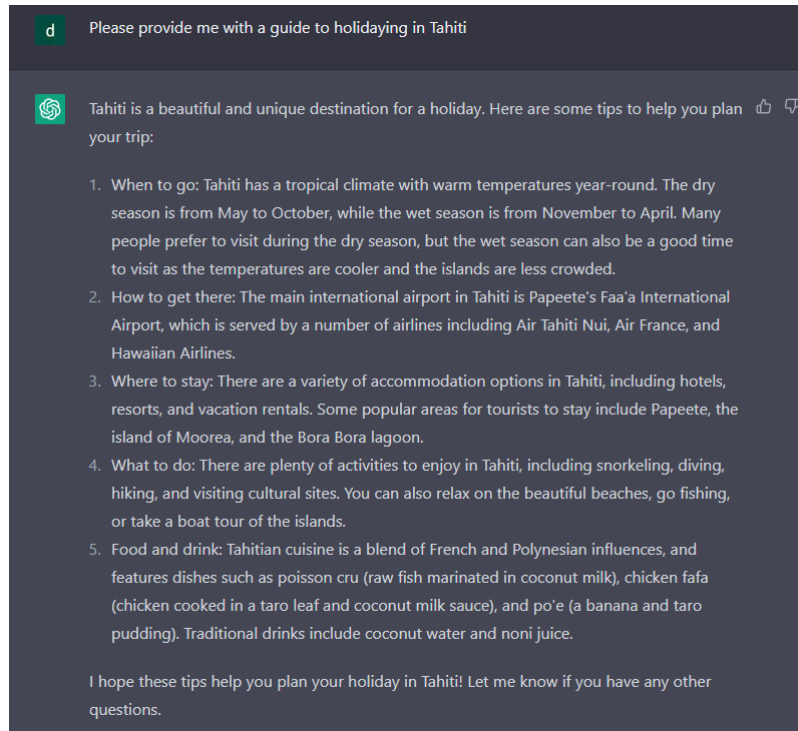 d Please provide me with a guide to holidaying in Tahiti
Tahiti is a beautiful and unique destination for a holiday. Here are some tips to help you plan
your trip:
1. When to go: Tahiti has a tropical climate with warm temperatures year-round. The dry
season is from May to October, while the wet season is from November to April. Many
people prefer to visit during the dry season, but the wet season can also be a good time
to visit as the temperatures are cooler and the islands are less crowded.
2. How to get there: The main international airport in Tahiti is Papeete's Faa'a International
Airport, which is served by a number of airlines including Air Tahiti Nui, Air France, and
Hawaiian Airlines.
3. Where to stay: There are a variety of accommodation options in Tahiti, including hotels,
resorts, and vacation rentals. Some popular areas for tourists to stay include Papeete, the
island of Moorea, and the Bora Bora lagoon.
4. What to do: There are plenty of activities to enjoy in Tahiti, including snorkeling, diving,
hiking, and visiting cultural sites. You can also relax on the beautiful beaches, go fishing,
or take a boat tour of the islands.
5. Food and drink: Tahitian cuisine is a blend of French and Polynesian influences, and
features dishes such as poisson cru (raw fish marinated in coconut milk), chicken fafa
(chicken cooked in a taro leaf and coconut milk sauce), and po'e (a banana and taro
pudding). Traditional drinks include coconut water and noni juice.
I hope these tips help you plan your holiday in Tahiti! Let me know if you have any other
questions.